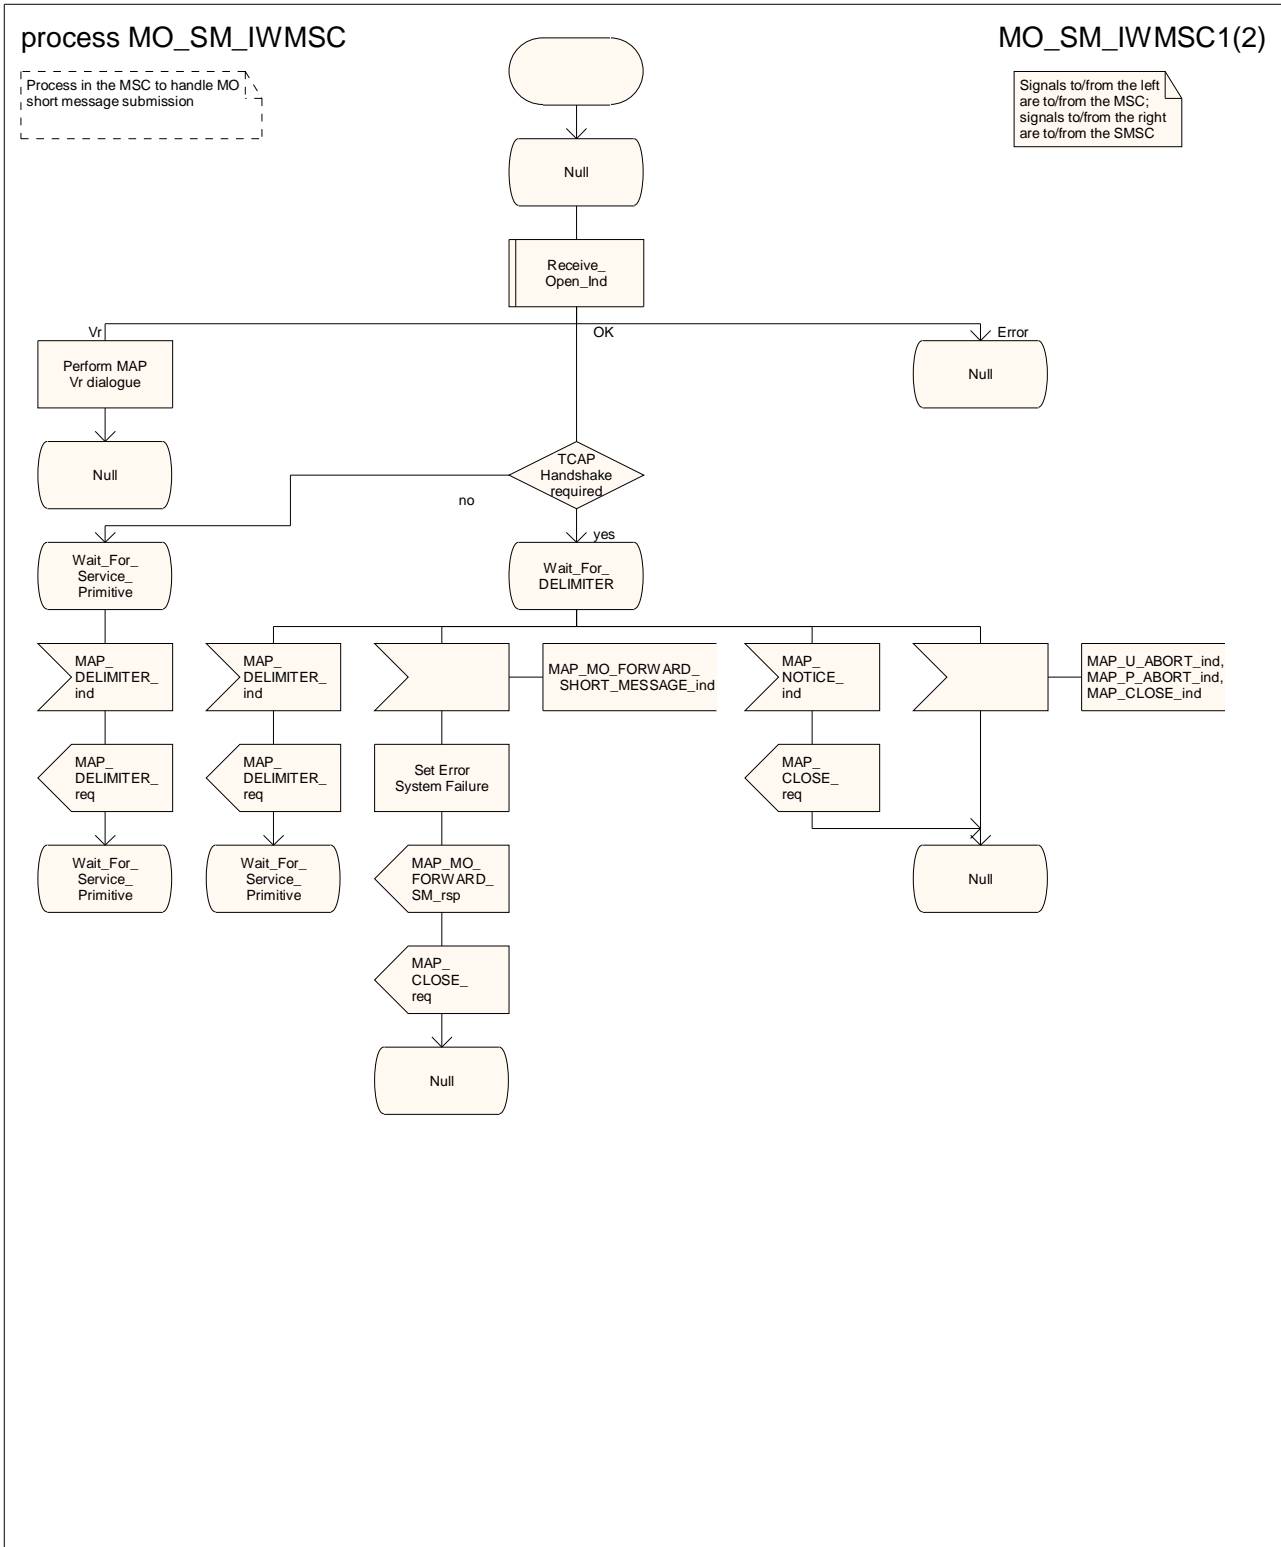 process MO_SM_IWMSC
MO_SM_IWMSC1(2)
Process in the MSC to handle MO
short message submission
Signals to/from the left
are to/from the MSC;
signals to/from the right
are to/from the SMSC
Null
Receive_
Open_Ind
Vr
OK
Error
Perform MAP
Vr dialogue
Null
Null
TCAP
Handshake
required
no
yes
Wait_For_
Service_
Primitive
Wait_For_
DELIMITER
MAP_
DELIMITER_
ind
MAP_
DELIMITER_
ind
MAP_MO_FORWARD_
SHORT_MESSAGE_ind
MAP_
NOTICE_
ind
MAP_U_ABORT_ind,
MAP_P_ABORT_ind,
MAP_CLOSE_ind
MAP_
DELIMITER_
req
MAP_
DELIMITER_
req
Set Error
System Failure
MAP_
CLOSE_
req
Wait_For_
Service_
Primitive
Wait_For_
Service_
Primitive
MAP_MO_
FORWARD_
SM_rsp
Null
MAP_
CLOSE_
req
Null